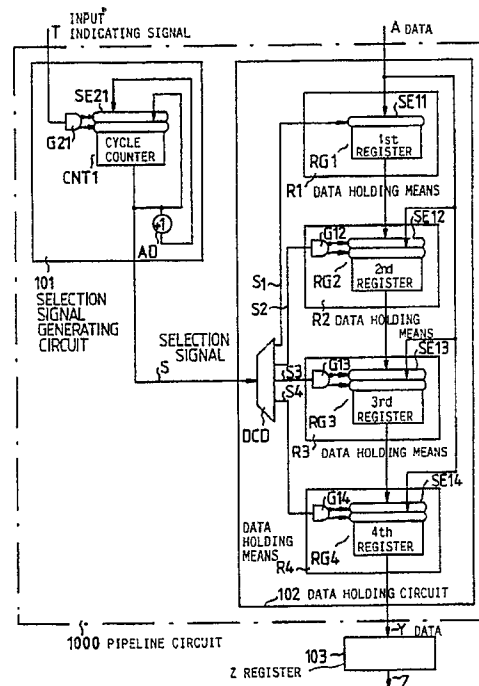 T INPUT INDICATING SIGNAL
A DATA
SE21
G21
CYCLE COUNTER
CNT1
1
AD
101 SELECTION SIGNAL GENERATING CIRCUIT
SELECTION SIGNAL
S
DCD
S1
S2
S3
S4
SE11
1st REGISTER
RG1
R1 DATA HOLDING MEANS
SE12
G12
2nd REGISTER
RG2
R2 DATA HOLDING MEANS
SE13
G13
3rd REGISTER
RG3
R3 DATA HOLDING MEANS
SE14
G14
4th REGISTER
RG4
DATA HOLDING MEANS R4
102 DATA HOLDING CIRCUIT
1000 PIPELINE CIRCUIT
Y DATA
103
Z REGISTER
Z